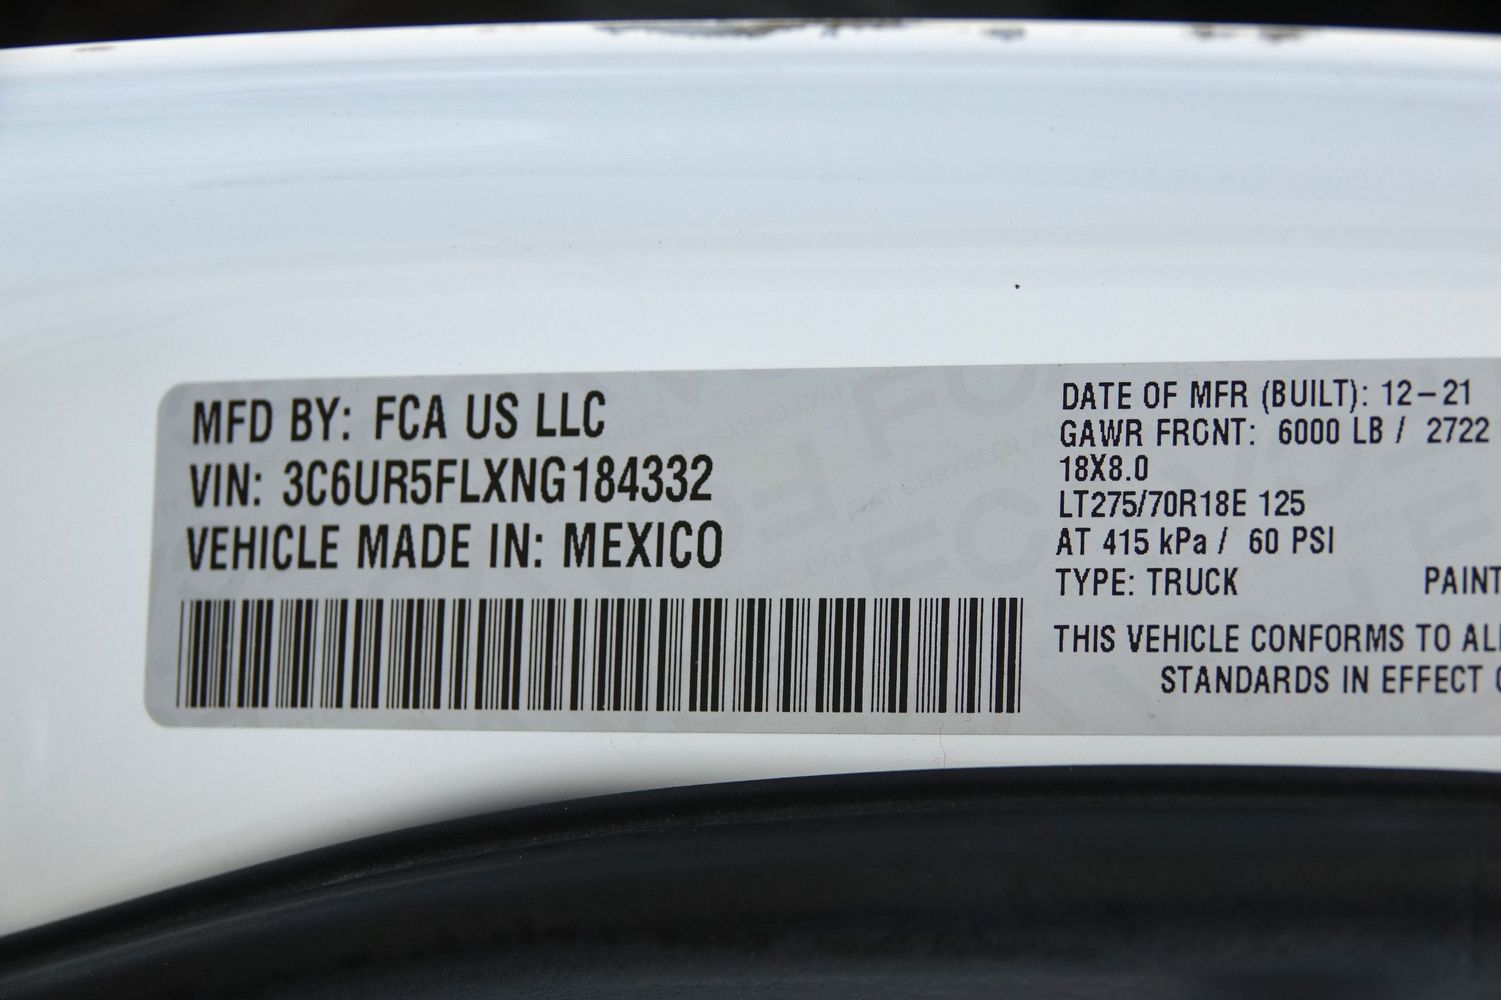 MFD BY: FCA US LLC
VIN: 3C6UR5FLXNG184332
VEHICLE MADE IN: MEXICO
DATE OF MFR (BUILT): 12-21
GAWR FRONT: 6000 LB / 2722
18X8.0
LT275/70R18E 125
AT 415 kPa / 60 PSI
TYPE: TRUCK PAINT
THIS VEHICLE CONFORMS TO AL
STANDARDS IN EFFECT